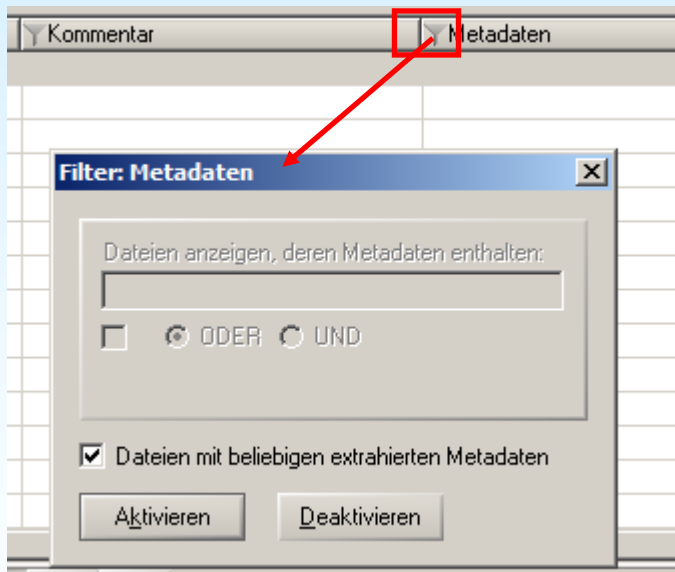 Kommentar Metadaten
Filter: Metadaten
Dateien anzeigen, deren Metadaten enthalten:
ODER UND
Dateien mit beliebigen extrahierten Metadaten
Aktivieren Deaktivieren